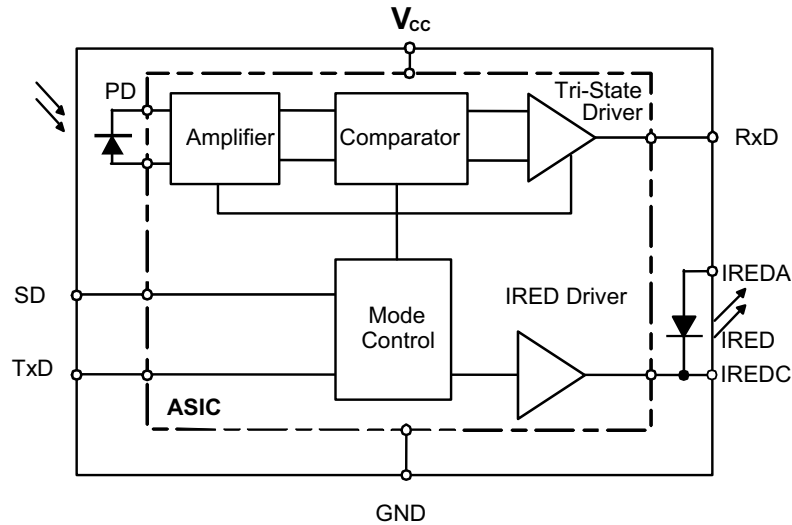 Vcc
PD
Tri-State
Driver
Amplifier
Comparator
RxD
IREDA
SD
IRED Driver
Mode
Control
IRED
TxD
IREDC
ASIC
GND